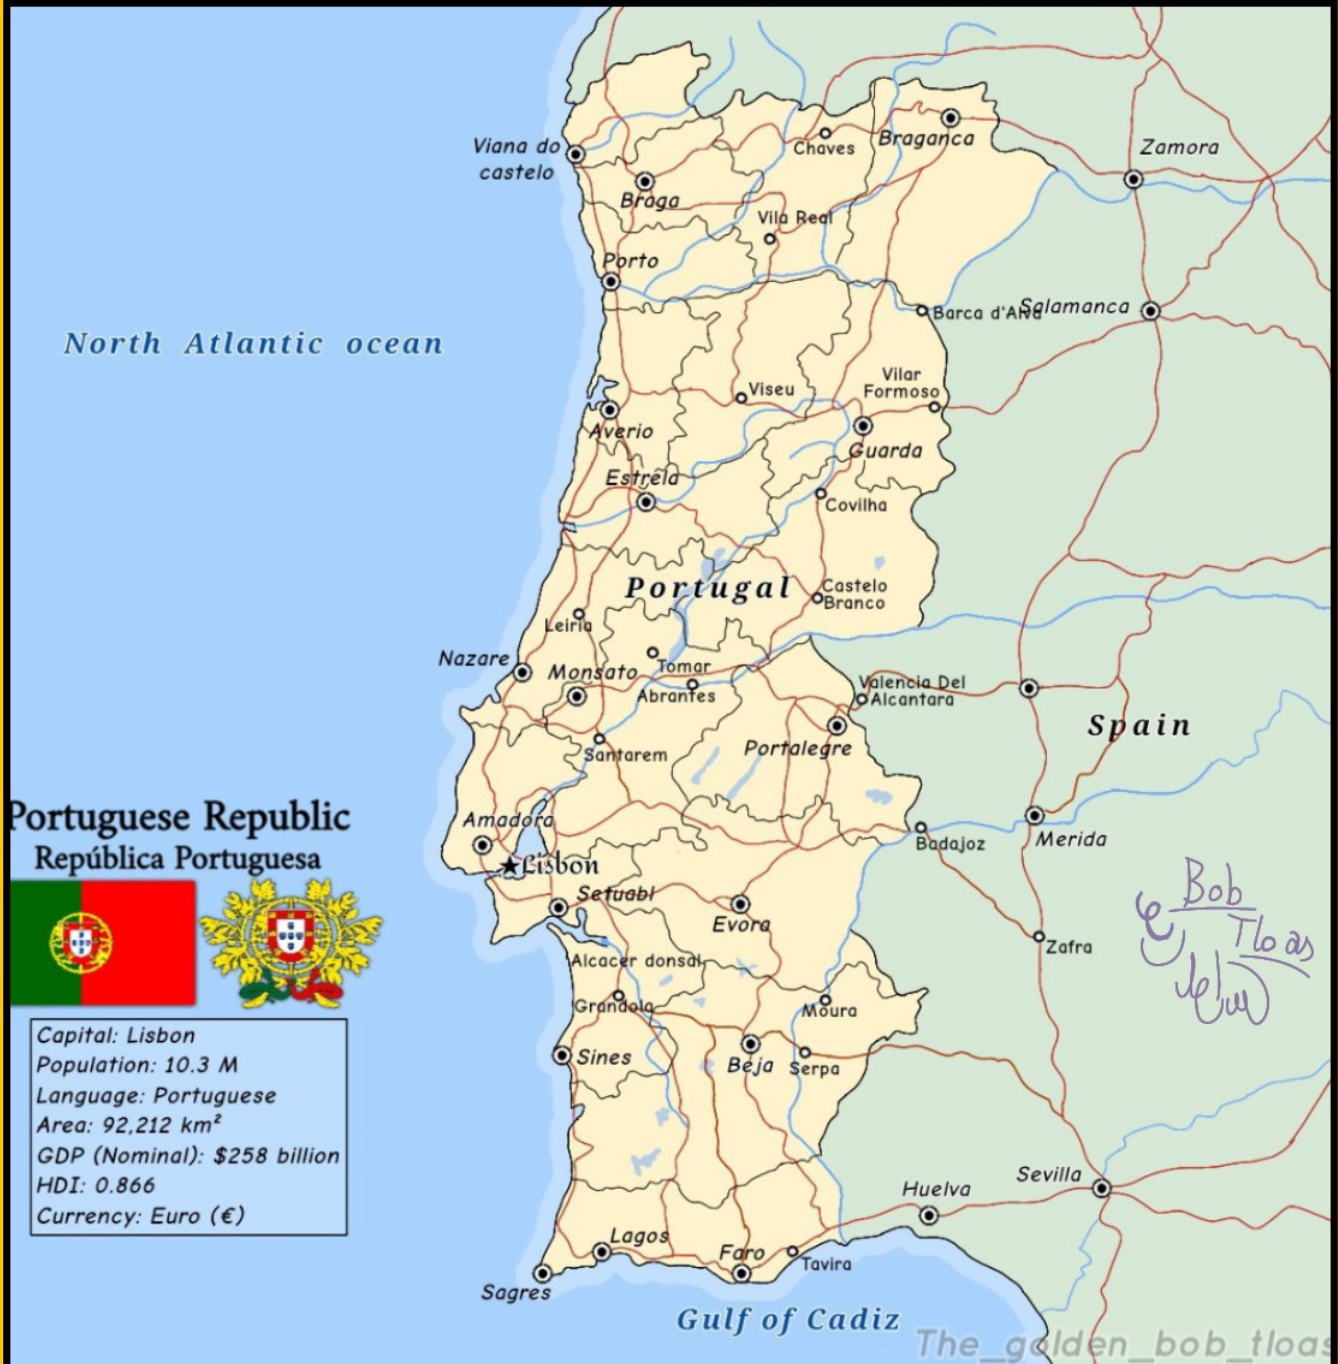 Viana do
castelo
Braga
Chaves
Braganca
Zamora
Vila Real
Porto
Barca d'Alva
Salamanca
North Atlantic ocean
Viseu
Vilar
Formoso
Averio
Guarda
Estrela
Covilha
Portugal
Castelo
Branco
Leiria
Nazare
Monsato
Tomar
Abrantes
Valencia Del
Alcantara
Spain
Portalegre
Santarem
Portuguese Republic
República Portuguesa
Amadora
Lisbon
Badajoz
Merida
Setuabl
Evora
Bob
Tloas
Zafra
Alcacer donsal
Grandola
Moura
Sines
Beja
Serpa
Capital: Lisbon
Population: 10.3 M
Language: Portuguese
Area: 92,212 km²
GDP (Nominal): $258 billion
HDI: 0.866
Currency: Euro (€)
Huelva
Sevilla
Lagos
Faro
Tavira
Sagres
Gulf of Cadiz
The_golden_bob_tloas